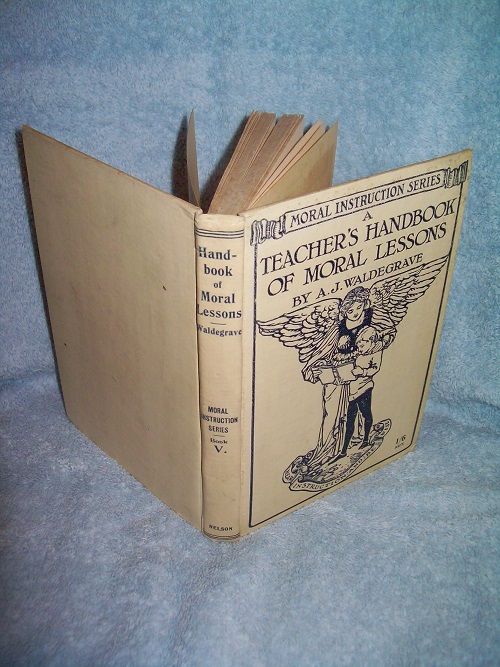 Hand-
book
of
Moral
Lessons
Waldegrave
MORAL
INSTRUCTION
SERIES
Book
V.
NELSON
MORAL INSTRUCTION SERIES
A
TEACHER'S HANDBOOK
OF MORAL LESSONS
BY A.J. WALDEGRAVE
1/6
INSTRUCTION